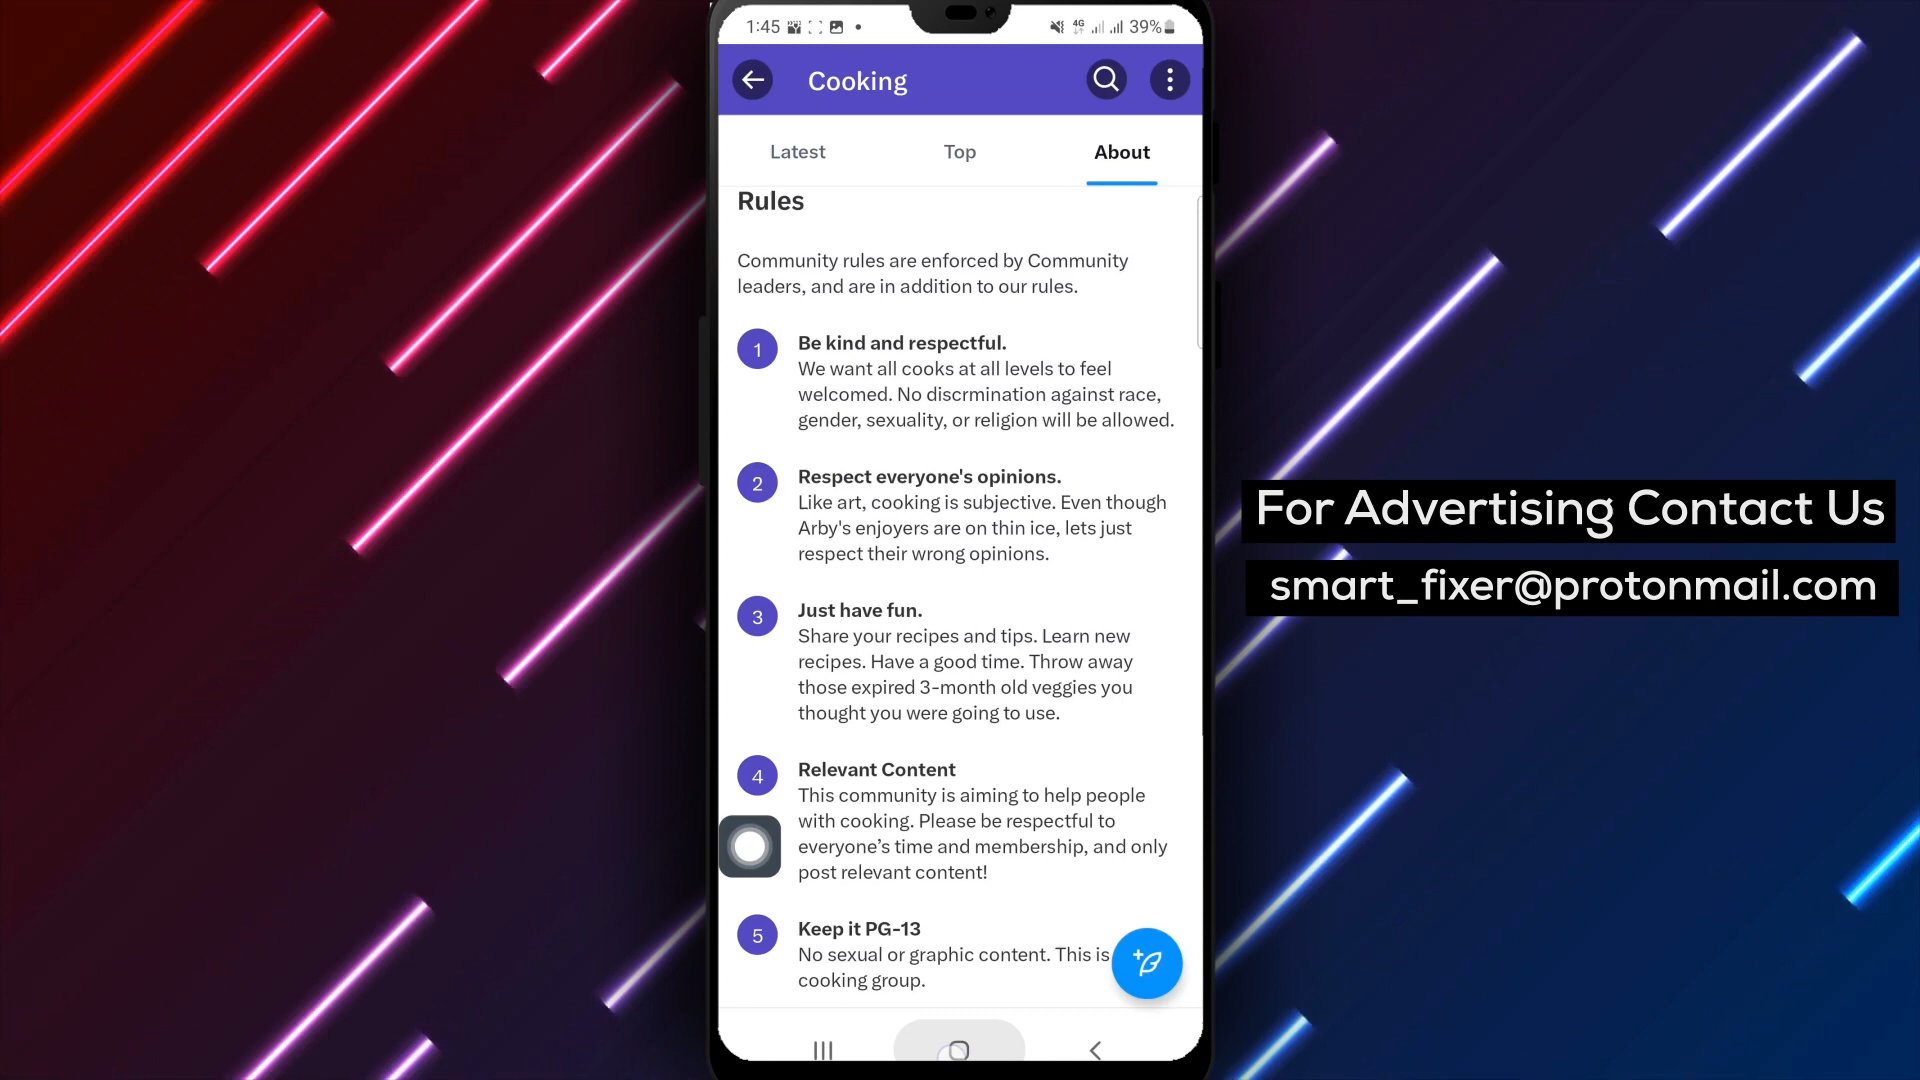 1:45
4G
39%
Cooking
Latest
Top
About
Rules
Community rules are enforced by Community
leaders, and are in addition to our rules.
1
Be kind and respectful.
We want all cooks at all levels to feel
welcomed. No discrmination against race,
gender, sexuality, or religion will be allowed.
2
Respect everyone's opinions.
Like art, cooking is subjective. Even though
Arby's enjoyers are on thin ice, lets just
respect their wrong opinions.
3
Just have fun.
Share your recipes and tips. Learn new
recipes. Have a good time. Throw away
those expired 3-month old veggies you
thought you were going to use.
4
Relevant Content
This community is aiming to help people
with cooking. Please be respectful to
everyone’s time and membership, and only
post relevant content!
5
Keep it PG-13
No sexual or graphic content. This is
cooking group.
For Advertising Contact Us
smart_fixer@protonmail.com